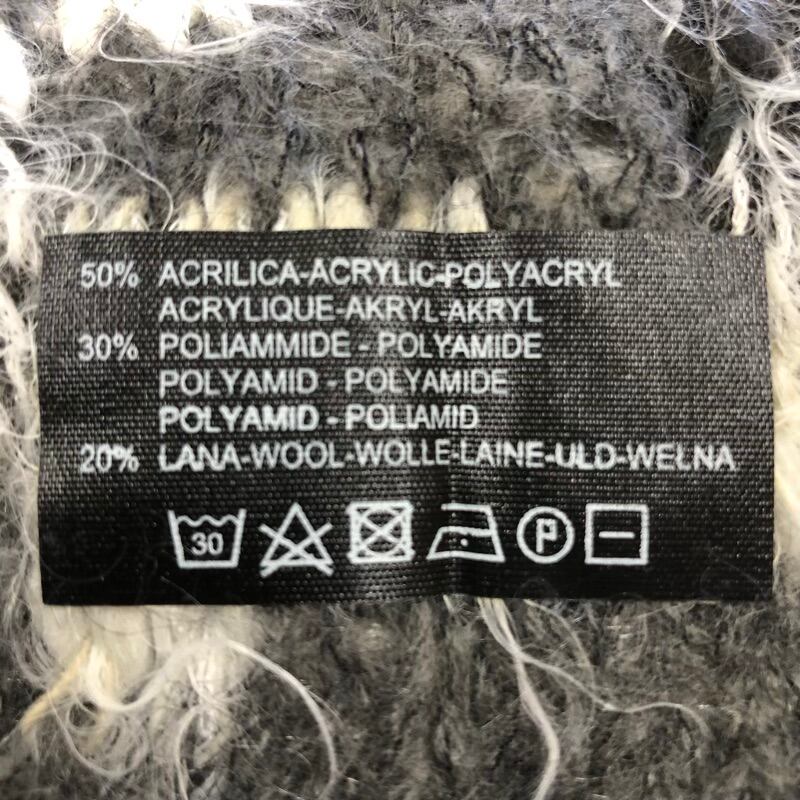 50% ACRILICA-ACRYLIC-POLYACRYL
ACRYLIQUE-AKRYL-AKRYL
30% POLIAMMIDE - POLYAMIDE
POLYAMID - POLYAMIDE
POLYAMID - POLIAMID
20% LANA-WOOL-WOLLE-LAINE-ULD-WEŁNA
30 P